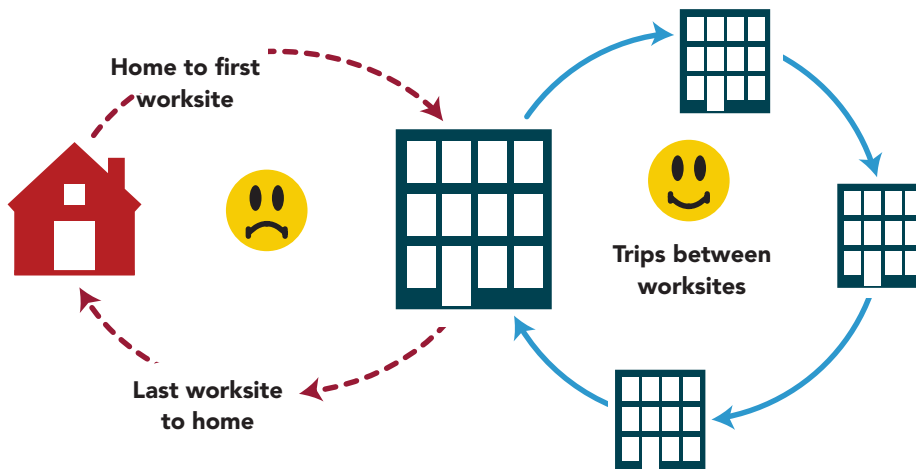 Home to first
worksite
Trips between
worksites
Last worksite
to home